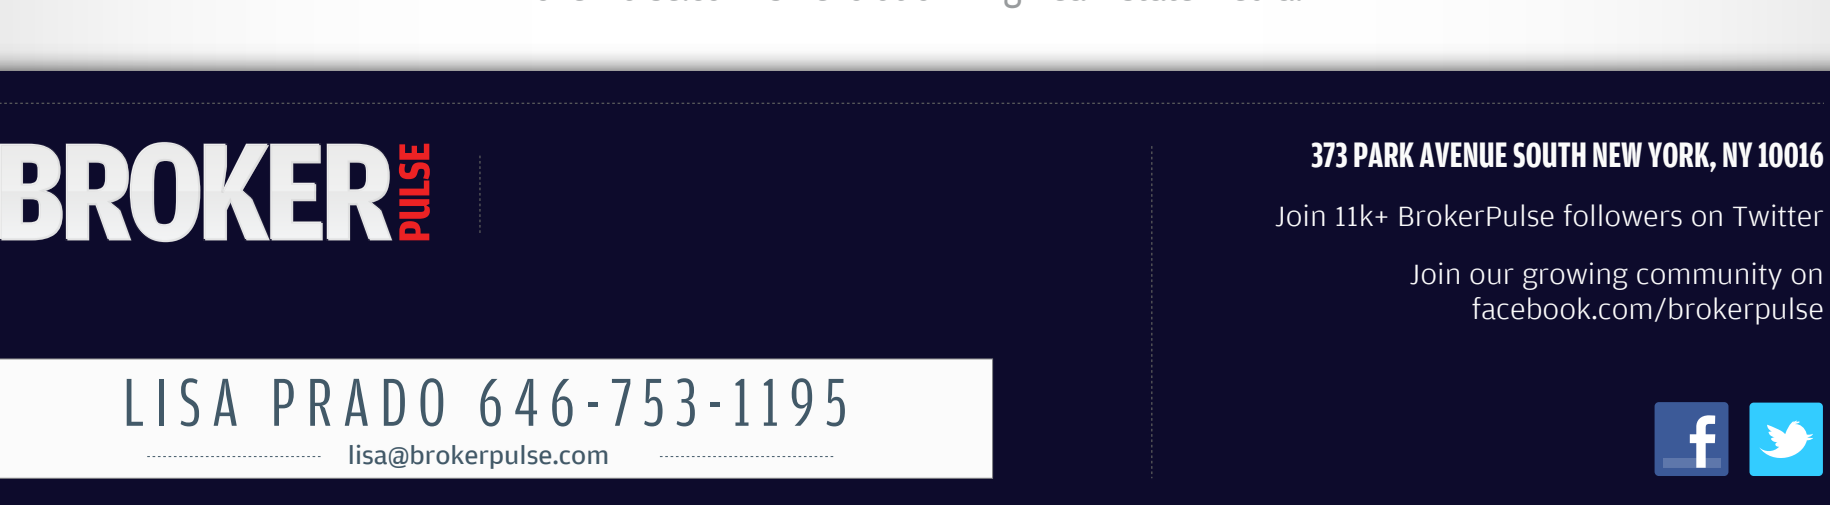 BROKER PULSE
373 PARK AVENUE SOUTH NEW YORK, NY 10016
Join 11k+ BrokerPulse followers on Twitter
Join our growing community on
facebook.com/brokerpulse
LISA PRADO 646-753-1195
lisa@brokerpulse.com